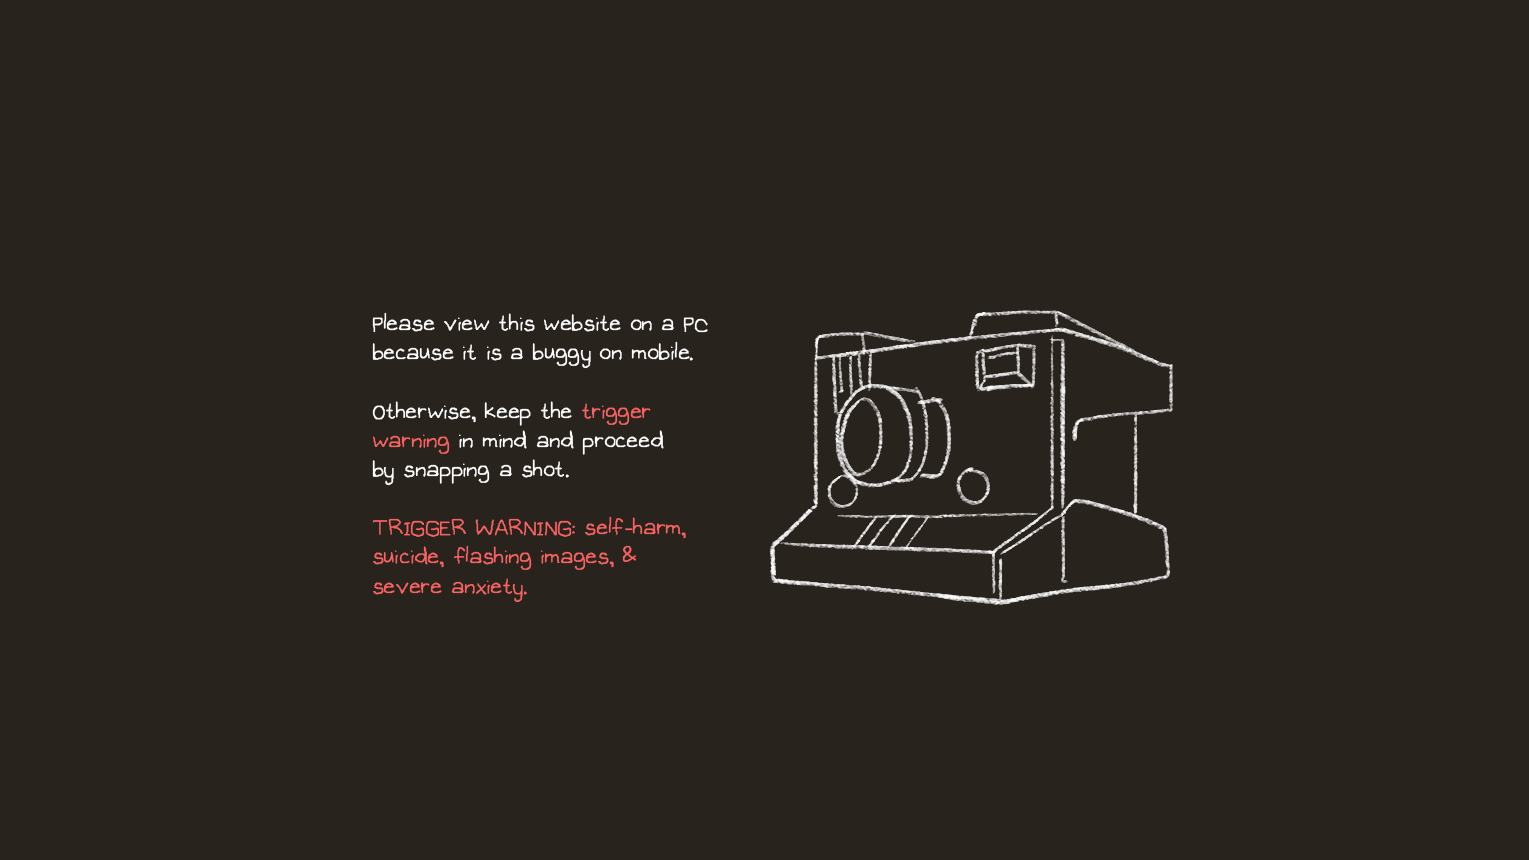 Please view this website on a PC
because it is a buggy on mobile.
Otherwise, keep the trigger
warning in mind and proceed
by snapping a shot.
TRIGGER WARNING: self-harm,
suicide, flashing images, &
severe anxiety.